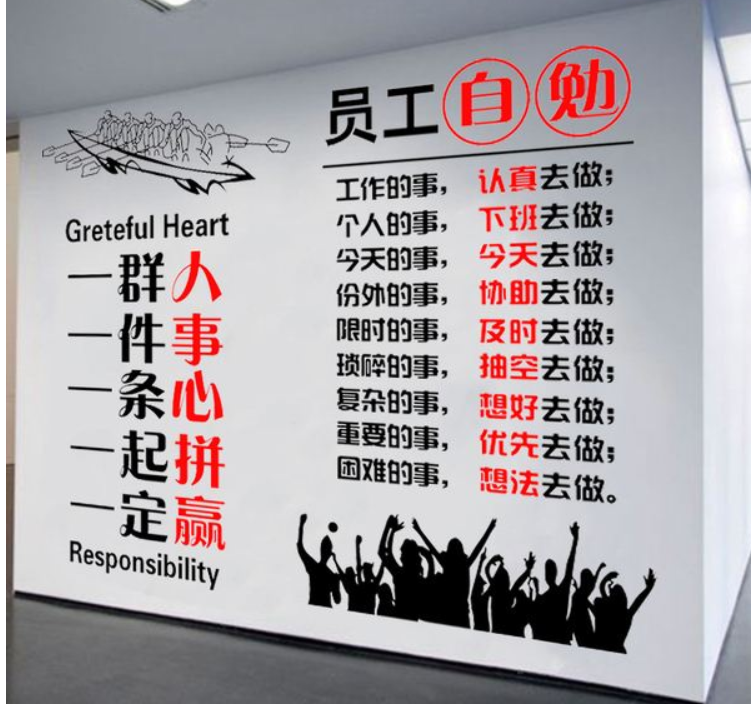 Greteful Heart
一群人
一件事
一条心
一起拼
一定赢
Responsibility
员工自勉
工作的事，认真去做；
个人的事，下班去做；
今天的事，今天去做；
份外的事，协助去做；
限时的事，及时去做；
琐碎的事，抽空去做；
复杂的事，想好去做；
重要的事，优先去做；
困难的事，想法去做。